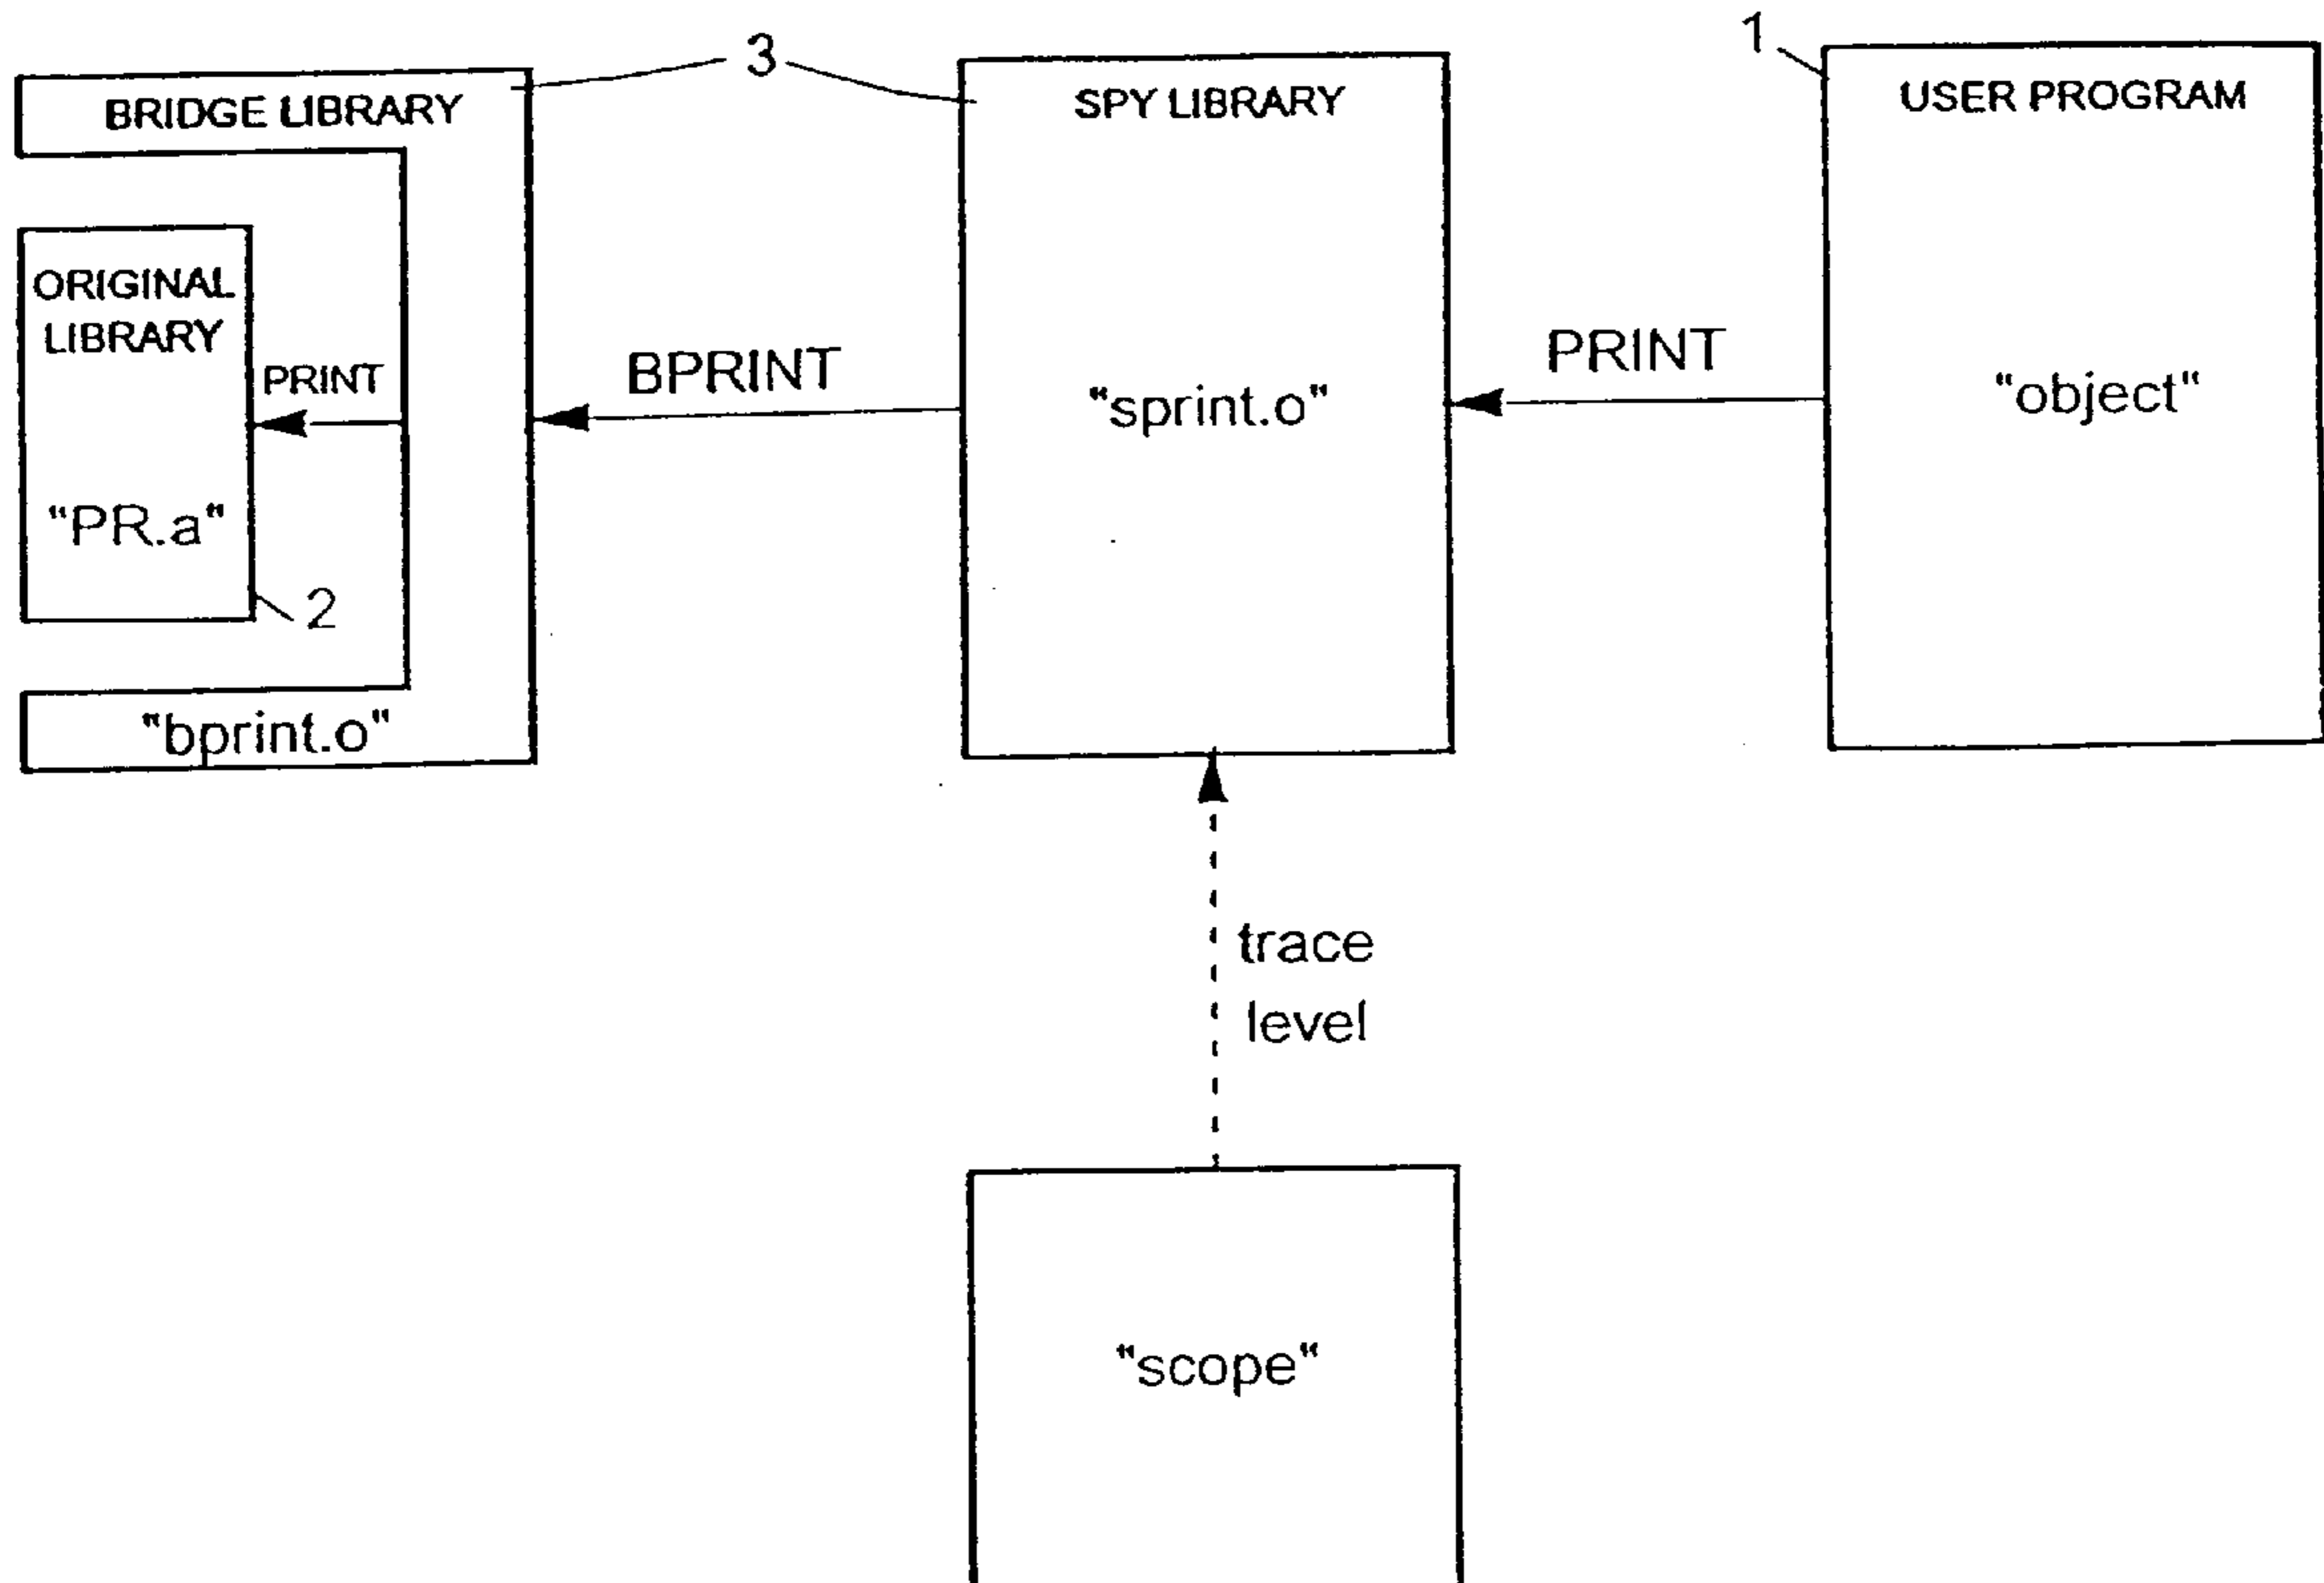 3
1
BRIDGE LIBRARY
SPY LIBRARY
USER PROGRAM
ORIGINAL
LIBRARY
PRINT
"PR.a"
2
"bprint.o"
BPRINT
"sprint.o"
PRINT
"object"
trace
level
"scope"